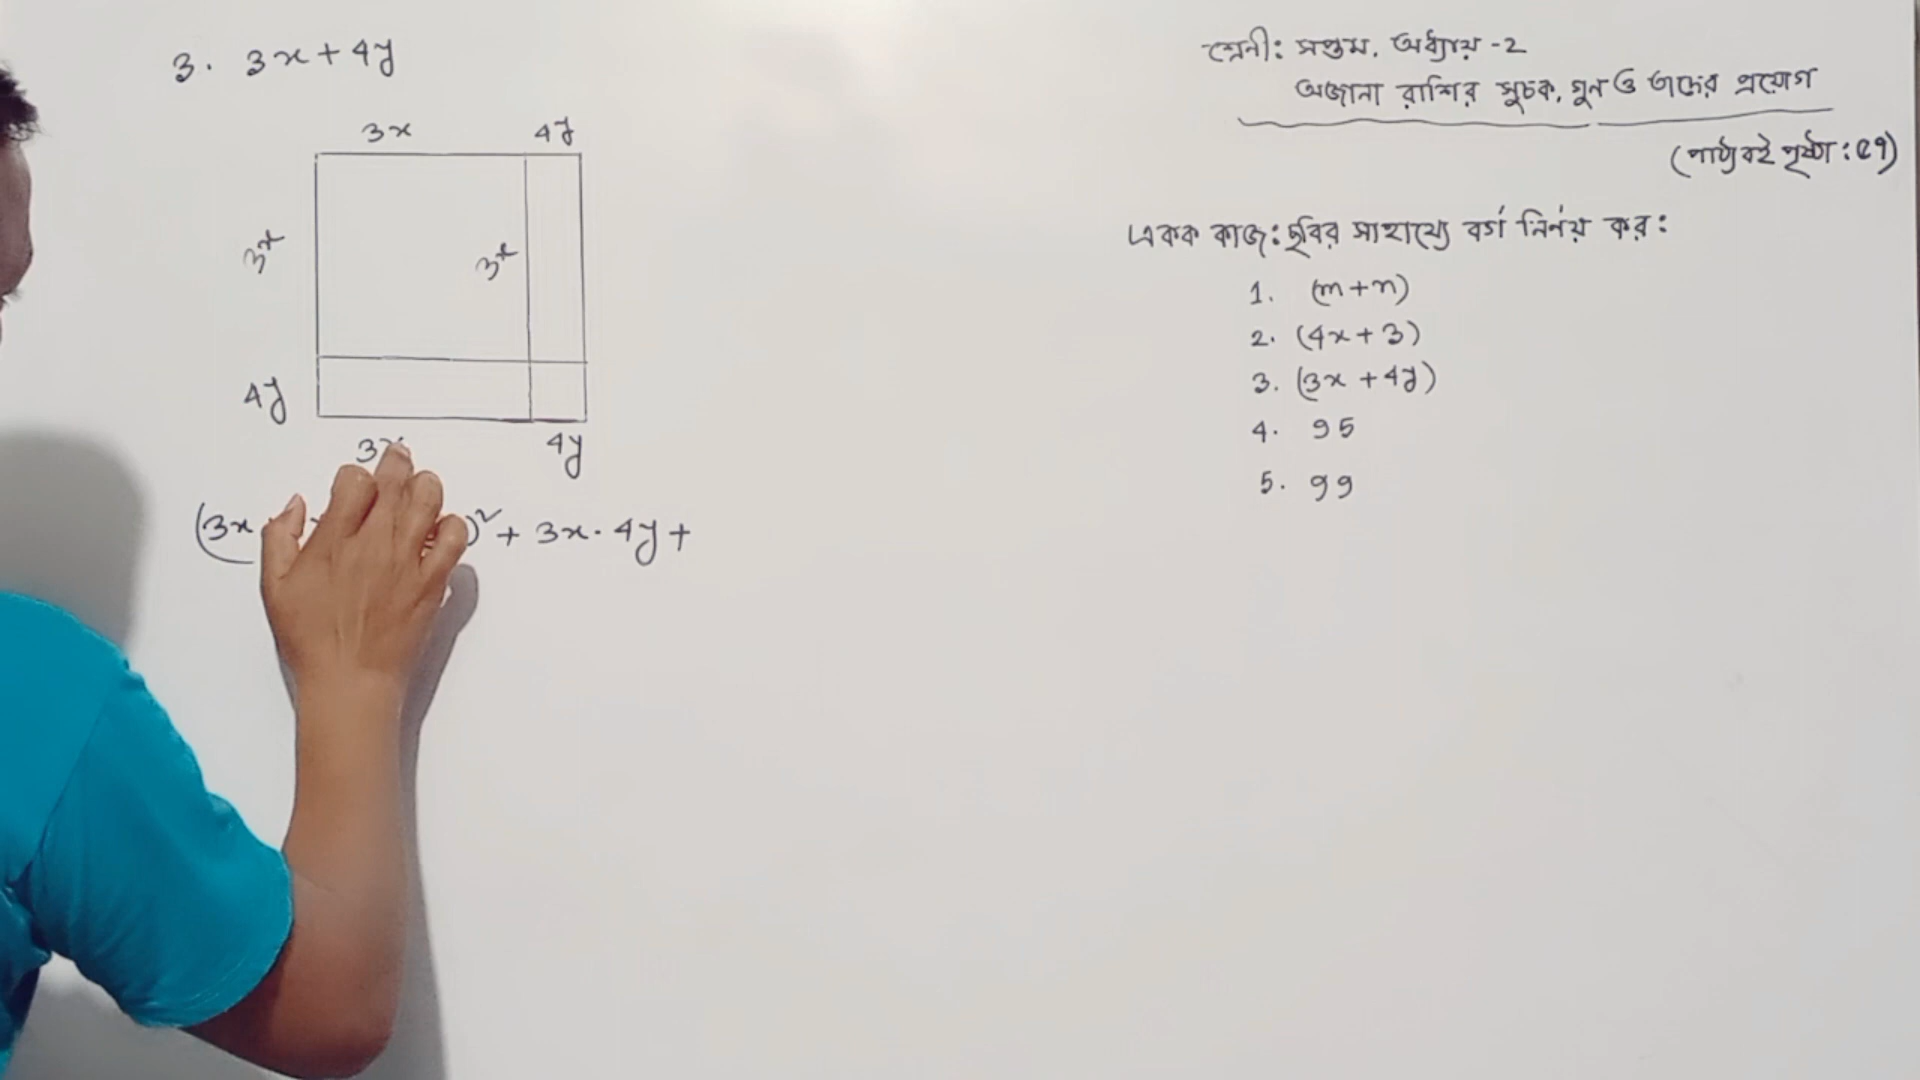 3. 3x+4y
3x 4y
3x 3x
4y
3x 4y
(3x )² + 3x . 4y +
শ্রেনী: সপ্তম, অধ্যায় -2
অজানা রাশির সূচক, গুন ও তাদের প্রয়োগ
(পাঠ্যবই পৃষ্ঠা: ৫৭)
একক কাজ: ছবির সাহায্যে বর্গ নির্ণয় কর:
1. (m+n)
2. (4x+3)
3. (3x+4y)
4. 95
5. 99